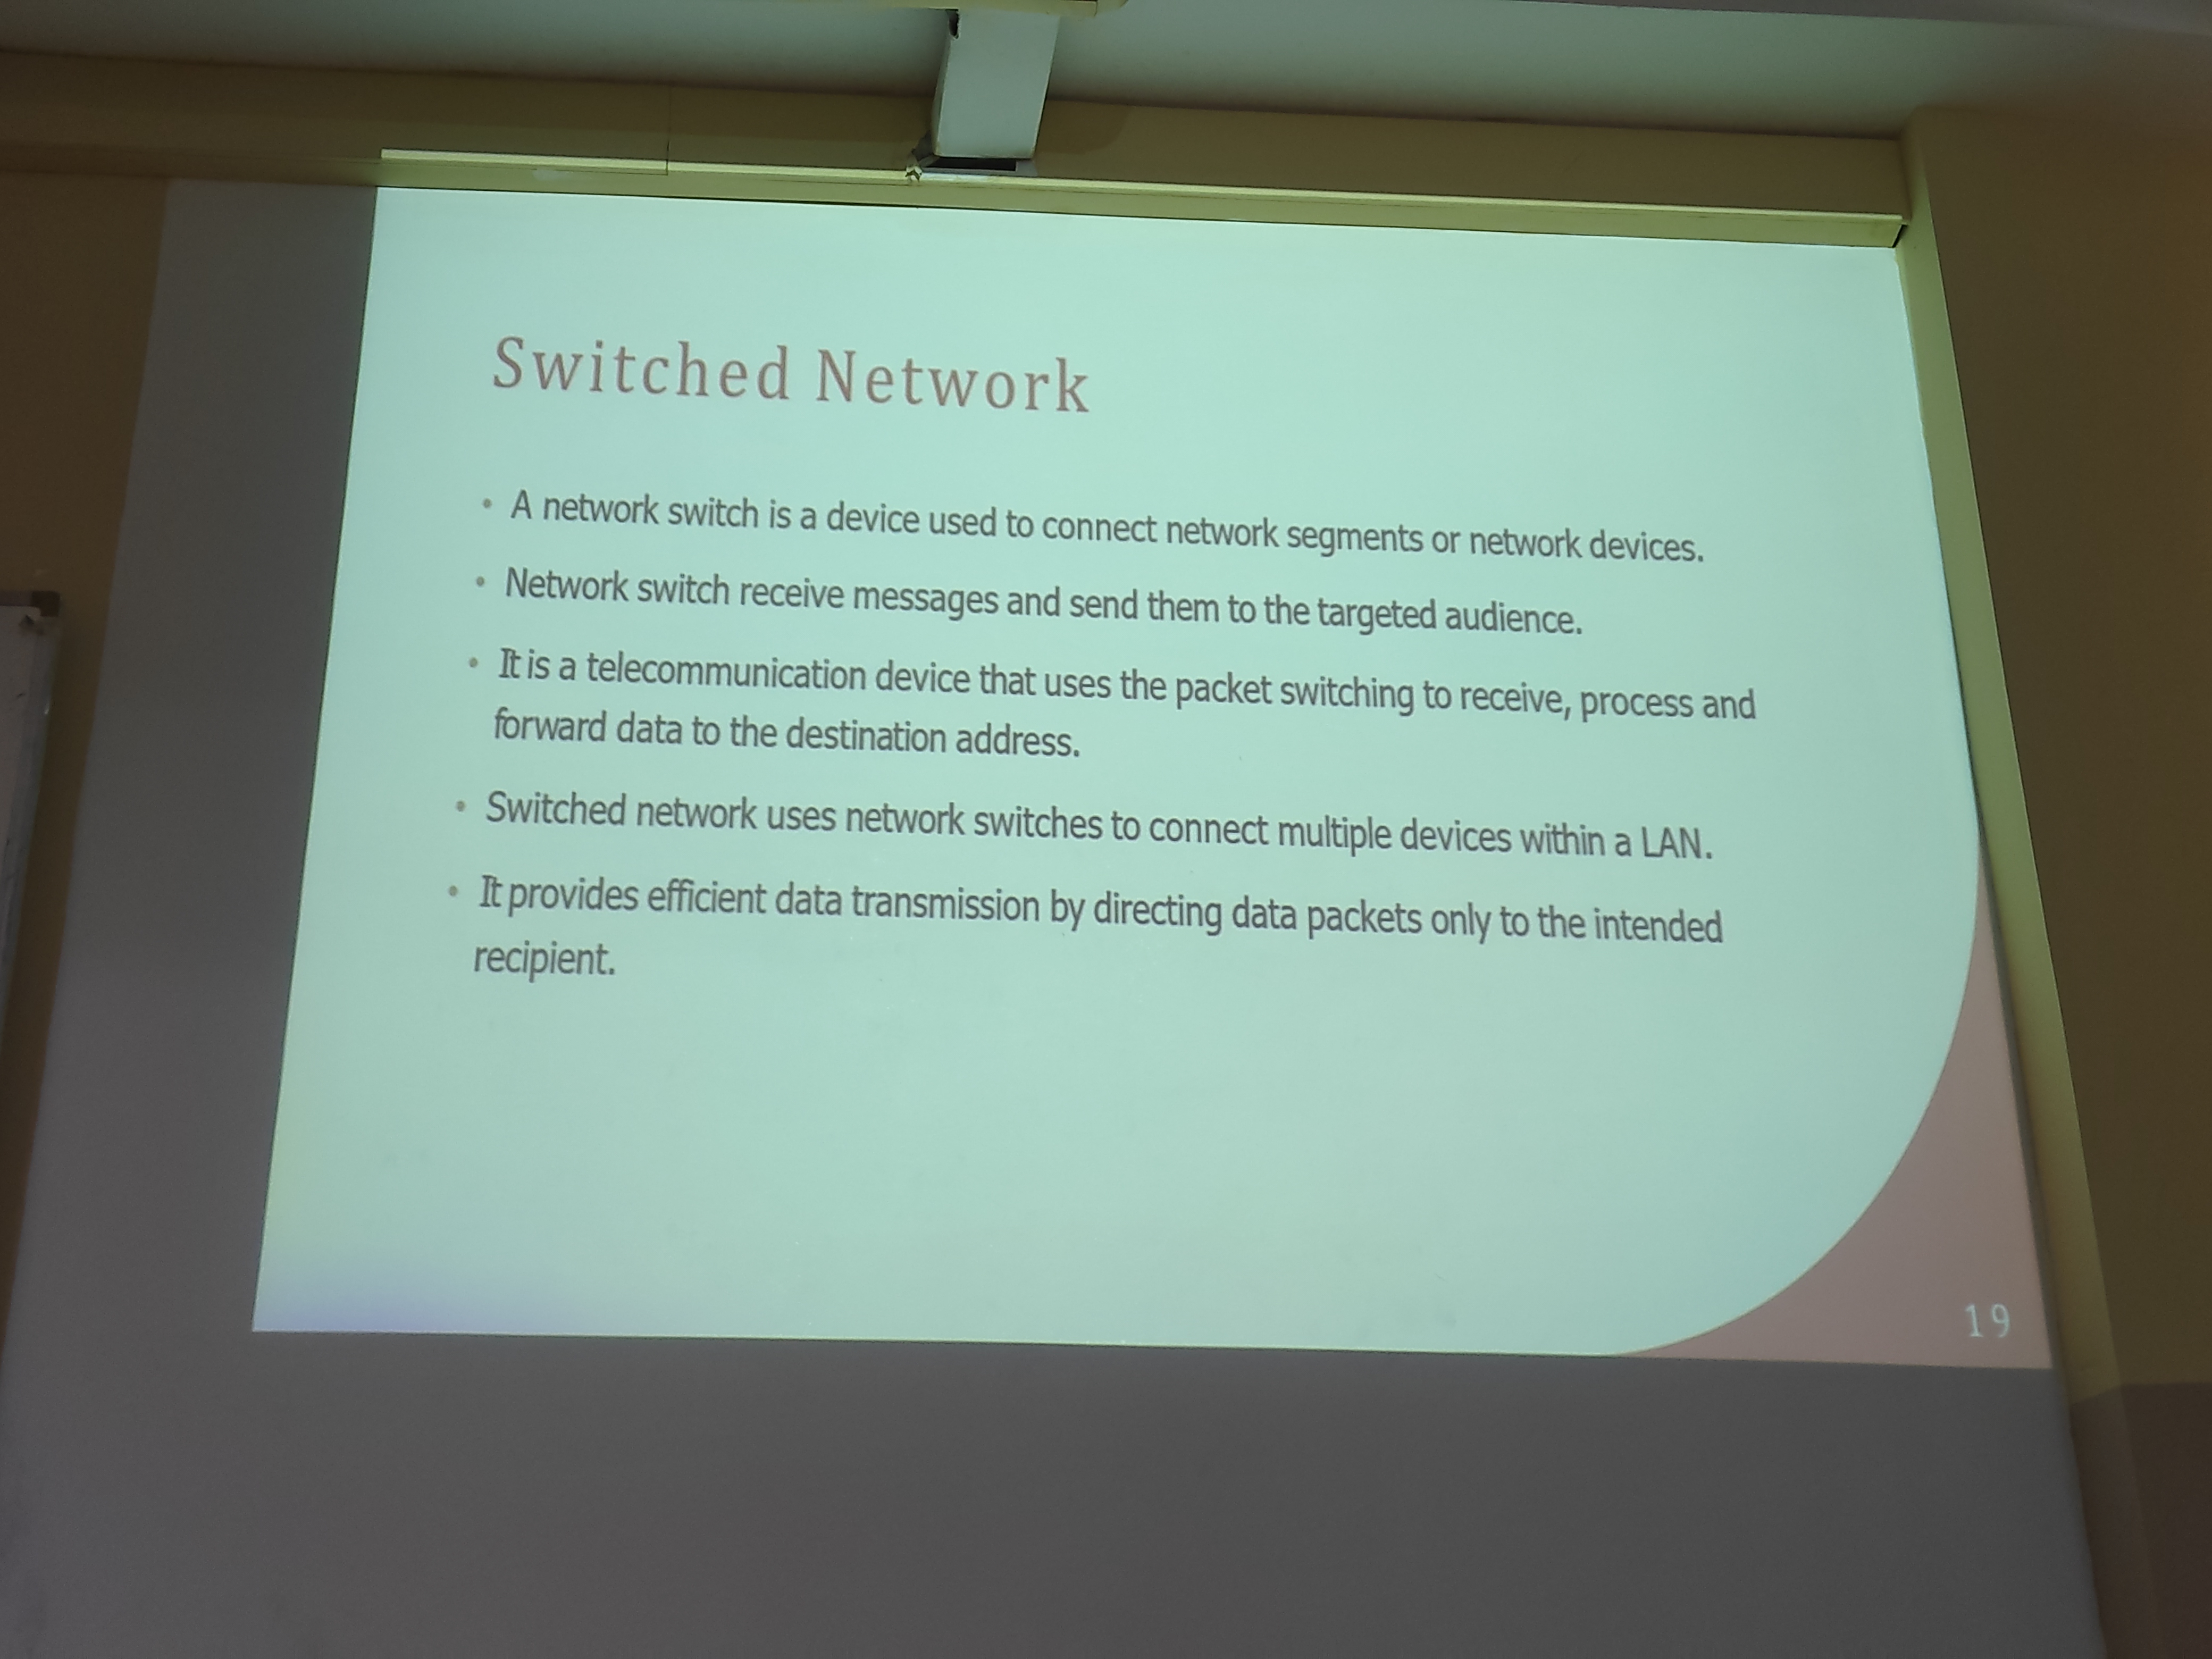 Switched Network
• A network switch is a device used to connect network segments or network devices.
• Network switch receive messages and send them to the targeted audience.
• It is a telecommunication device that uses the packet switching to receive, process and
forward data to the destination address.
• Switched network uses network switches to connect multiple devices within a LAN.
• It provides efficient data transmission by directing data packets only to the intended
recipient.
19